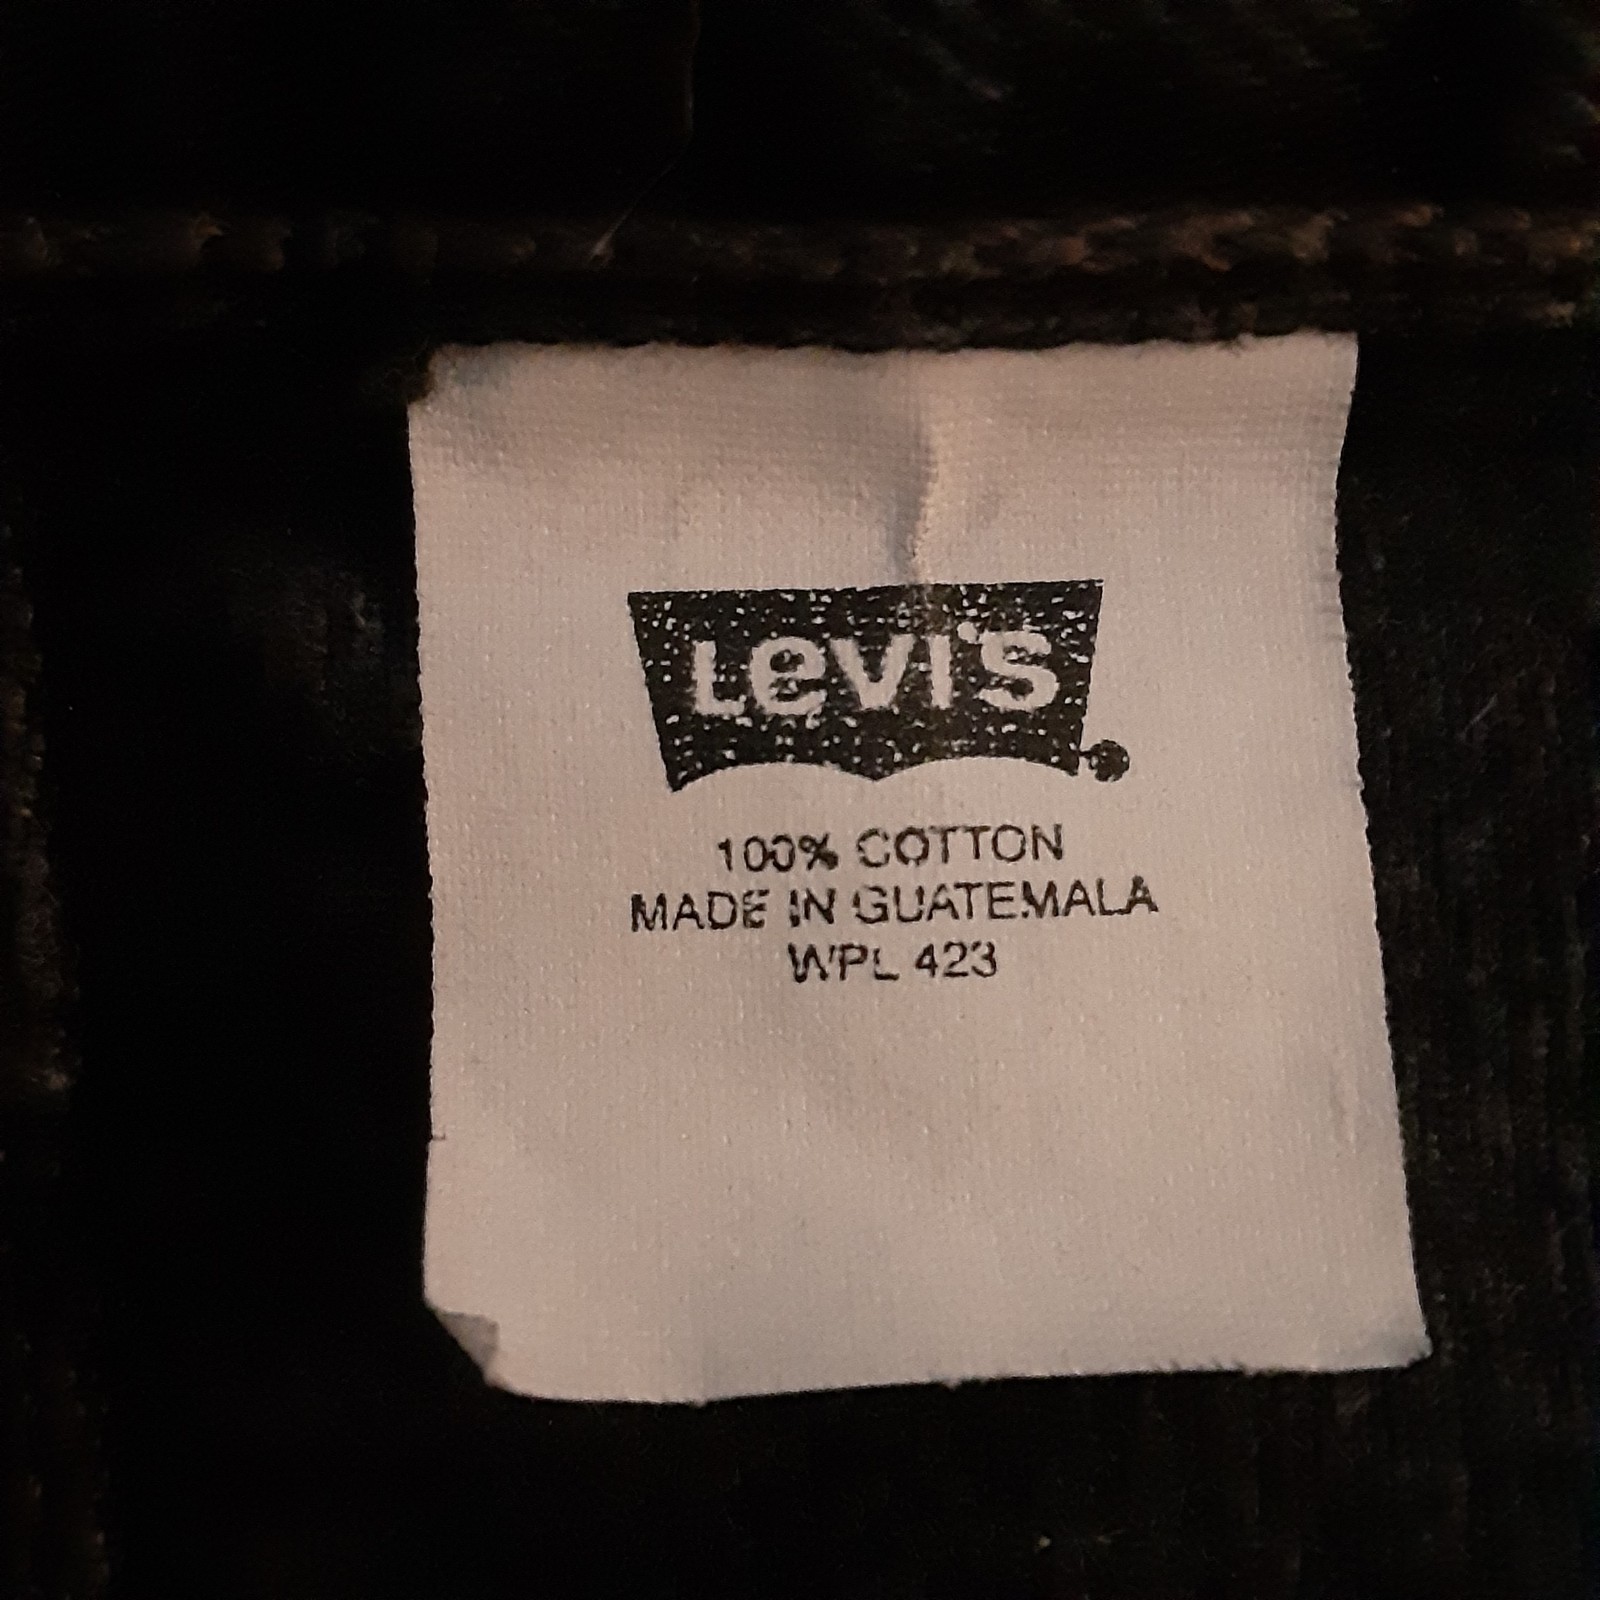 Levi's
100% COTTON
MADE IN GUATEMALA
WPL 423